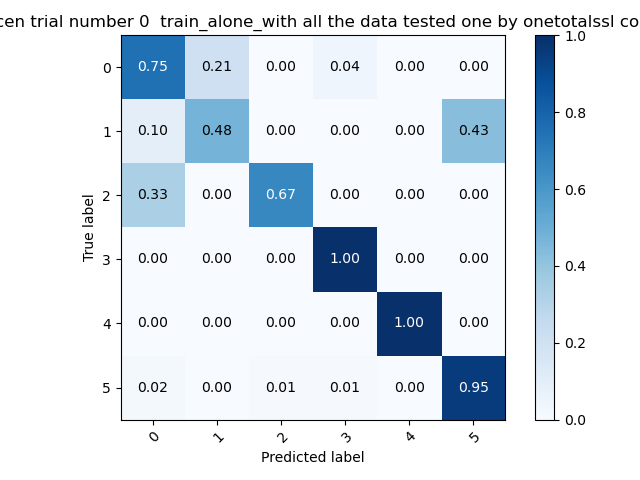 cen trial number 0 train_alone_with all the data tested one by onetotalssl co
True label
0 0.75 0.21 0.00 0.04 0.00 0.00
1 0.10 0.48 0.00 0.00 0.00 0.43
2 0.33 0.00 0.67 0.00 0.00 0.00
3 0.00 0.00 0.00 1.00 0.00 0.00
4 0.00 0.00 0.00 0.00 1.00 0.00
5 0.02 0.00 0.01 0.01 0.00 0.95
0 1 2 3 4 5
Predicted label
1.0
0.8
0.6
0.4
0.2
0.0